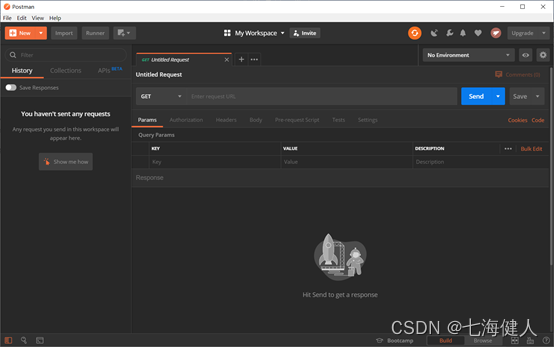 Postman
File Edit View Help
New Import Runner My Workspace Invite Upgrade
Filter
History Collections APIs BETA
Save Responses
You haven't sent any requests
Any request you send in this workspace will
appear here.
Show me how
GET Untitled Request
No Environment
Untitled Request
Comments (0)
GET Enter request URL Send Save
Params Authorization Headers Body Pre-request Script Tests Settings Cookies Code
Query Params
KEY VALUE DESCRIPTION Bulk Edit
Key Value Description
Response
Hit Send to get a response
Bootcamp Build Browse
CSDN @七海健人